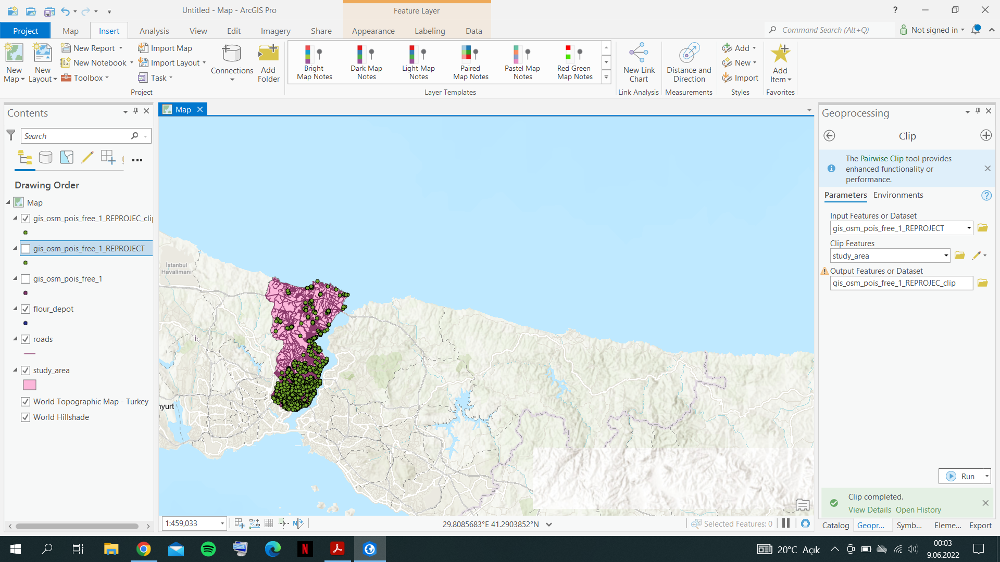 Untitled - Map - ArcGIS Pro
Feature Layer
?
Project
Map
Insert
Analysis
View
Edit
Imagery
Share
Appearance
Labeling
Data
Command Search (Alt+Q)
Not signed in
New Map
New Layout
New Report
New Notebook
Toolbox
Import Map
Import Layout
Task
Connections
Add Folder
Project
Bright Map Notes
Dark Map Notes
Light Map Notes
Paired Map Notes
Pastel Map Notes
Red Green Map Notes
Layer Templates
New Link Chart
Link Analysis
Distance and Direction
Measurements
Add
New
Import
Styles
Add Item
Favorites
Contents
Search
Drawing Order
Map
gis_osm_pois_free_1_REPROJEC_cli
gis_osm_pois_free_1_REPROJECT
gis_osm_pois_free_1
flour_depot
roads
study_area
World Topographic Map - Turkey
World Hillshade
Map
İstanbul
Havalimanı
nyurt
1:459,033
29.8085683°E 41.2903852°N
Selected Features: 0
Geoprocessing
Clip
The Pairwise Clip tool provides
enhanced functionality or
performance.
Parameters
Environments
?
Input Features or Dataset
gis_osm_pois_free_1_REPROJECT
Clip Features
study_area
Output Features or Dataset
gis_osm_pois_free_1_REPROJEC_clip
Run
Clip completed.
View Details Open History
Catalog
Geopr...
Symb...
Eleme...
Export
N
20°C Açık
00:03
9.06.2022